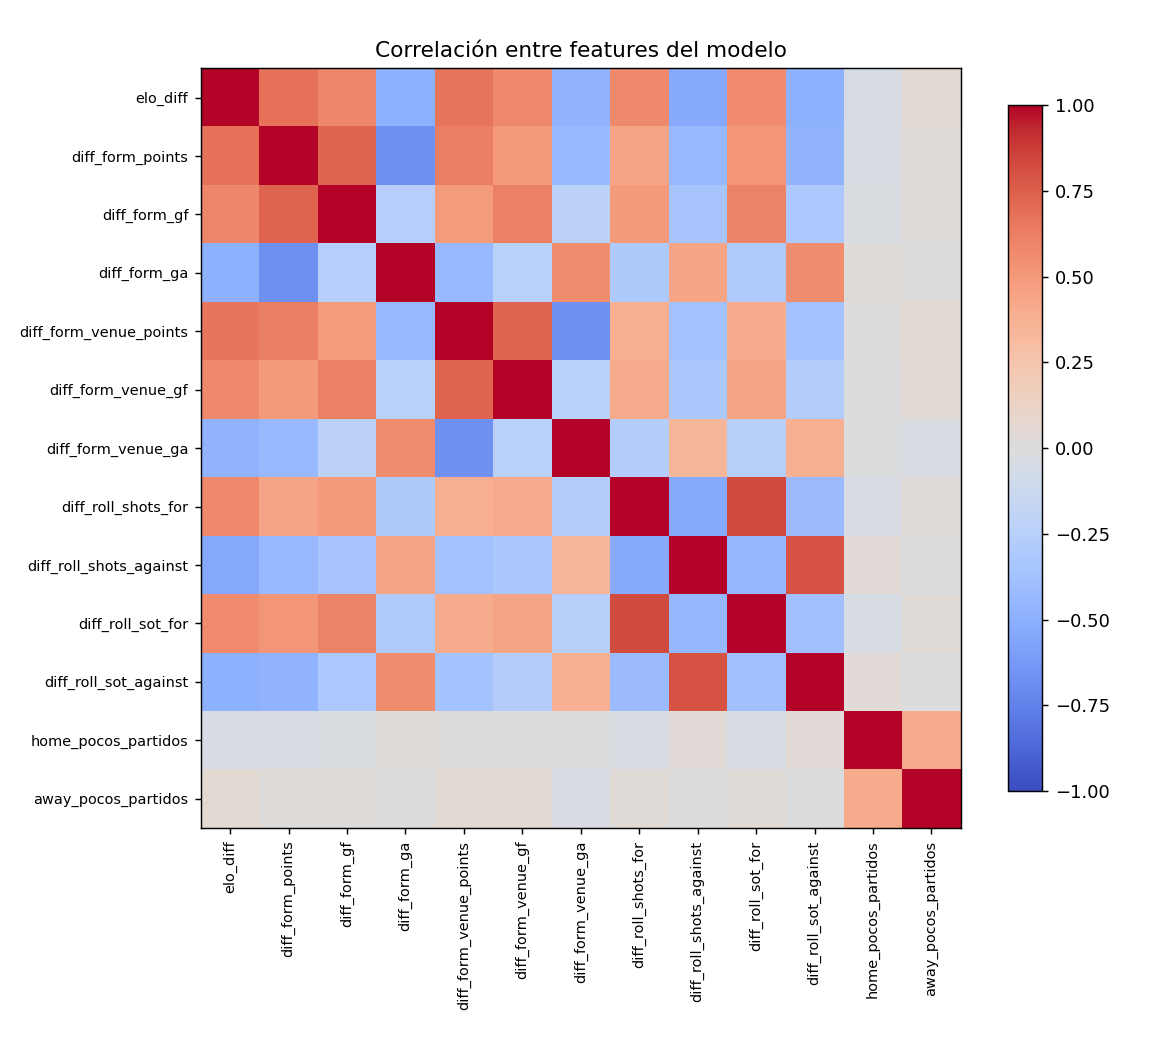 Correlación entre features del modelo
elo_diff
diff_form_points
diff_form_gf
diff_form_ga
diff_form_venue_points
diff_form_venue_gf
diff_form_venue_ga
diff_roll_shots_for
diff_roll_shots_against
diff_roll_sot_for
diff_roll_sot_against
home_pocos_partidos
away_pocos_partidos
elo_diff
diff_form_points
diff_form_gf
diff_form_ga
diff_form_venue_points
diff_form_venue_gf
diff_form_venue_ga
diff_roll_shots_for
diff_roll_shots_against
diff_roll_sot_for
diff_roll_sot_against
home_pocos_partidos
away_pocos_partidos
1.00
0.75
0.50
0.25
0.00
−0.25
−0.50
−0.75
−1.00